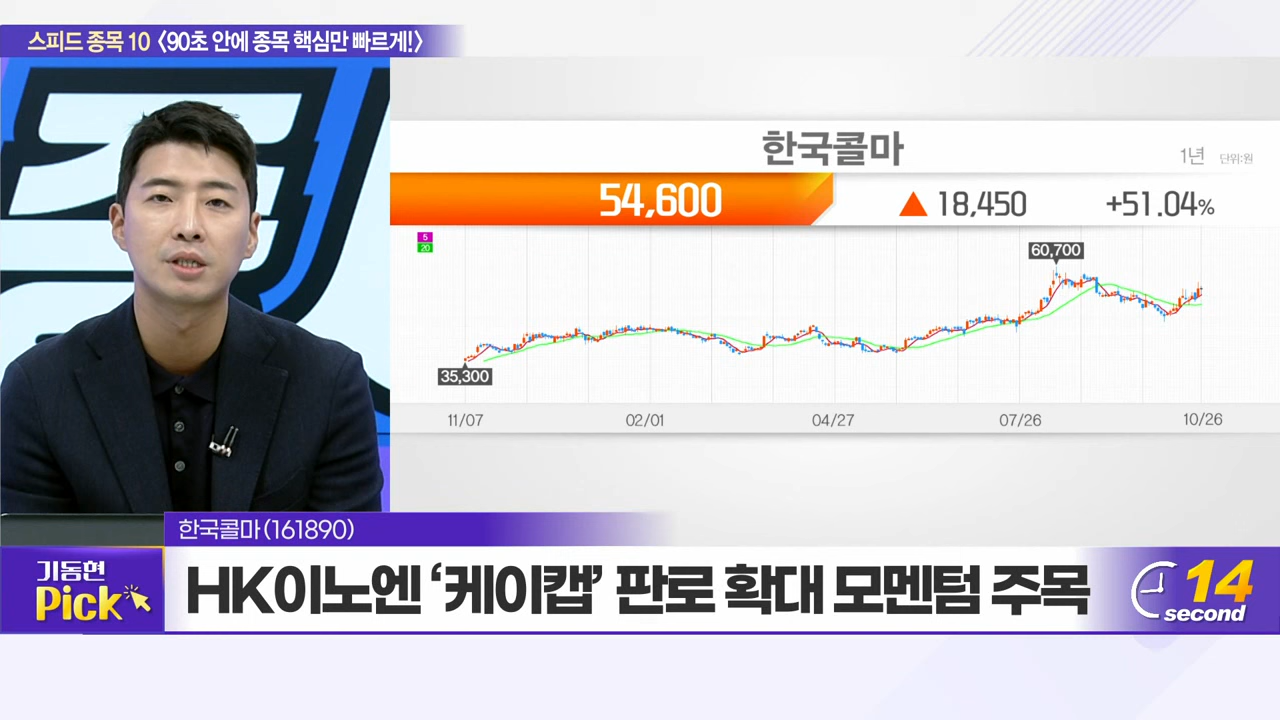 스피드 종목 10 〈90초 안에 종목 핵심만 빠르게!〉
한국콜마
1년 단위:원
54,600 ▲ 18,450 +51.04%
5
20
60,700
35,300
11/07 02/01 04/27 07/26 10/26
한국콜마(161890)
기동현
Pick
HK이노엔 ‘케이캡’ 판로 확대 모멘텀 주목
14
second